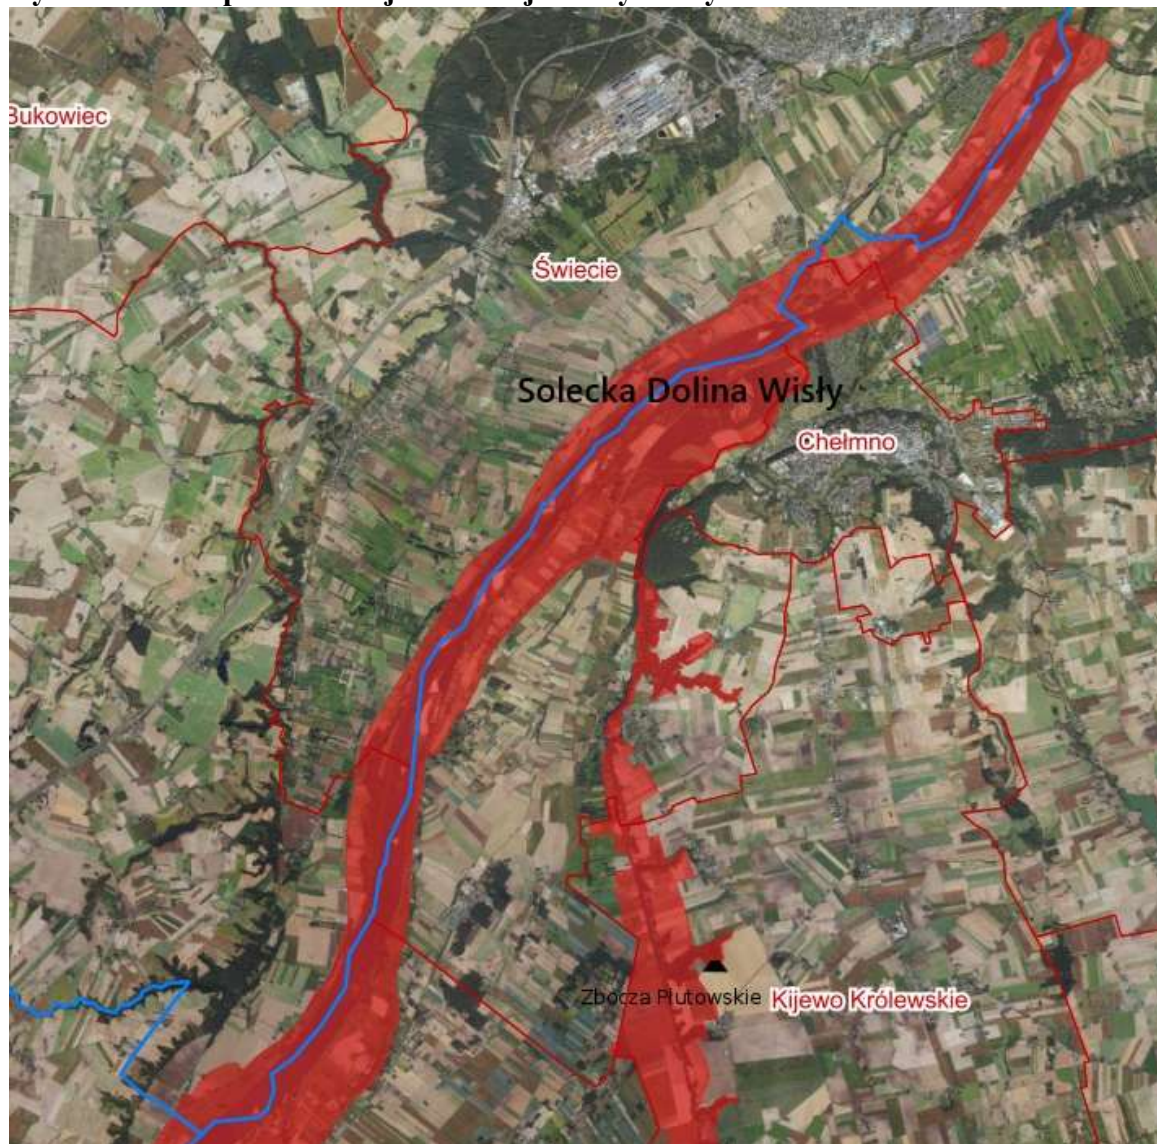 Bukowiec
Świecie
Solecka Dolina Wisły
Chełmno
Zbocza Płutowskie
Kijewo Królewskie